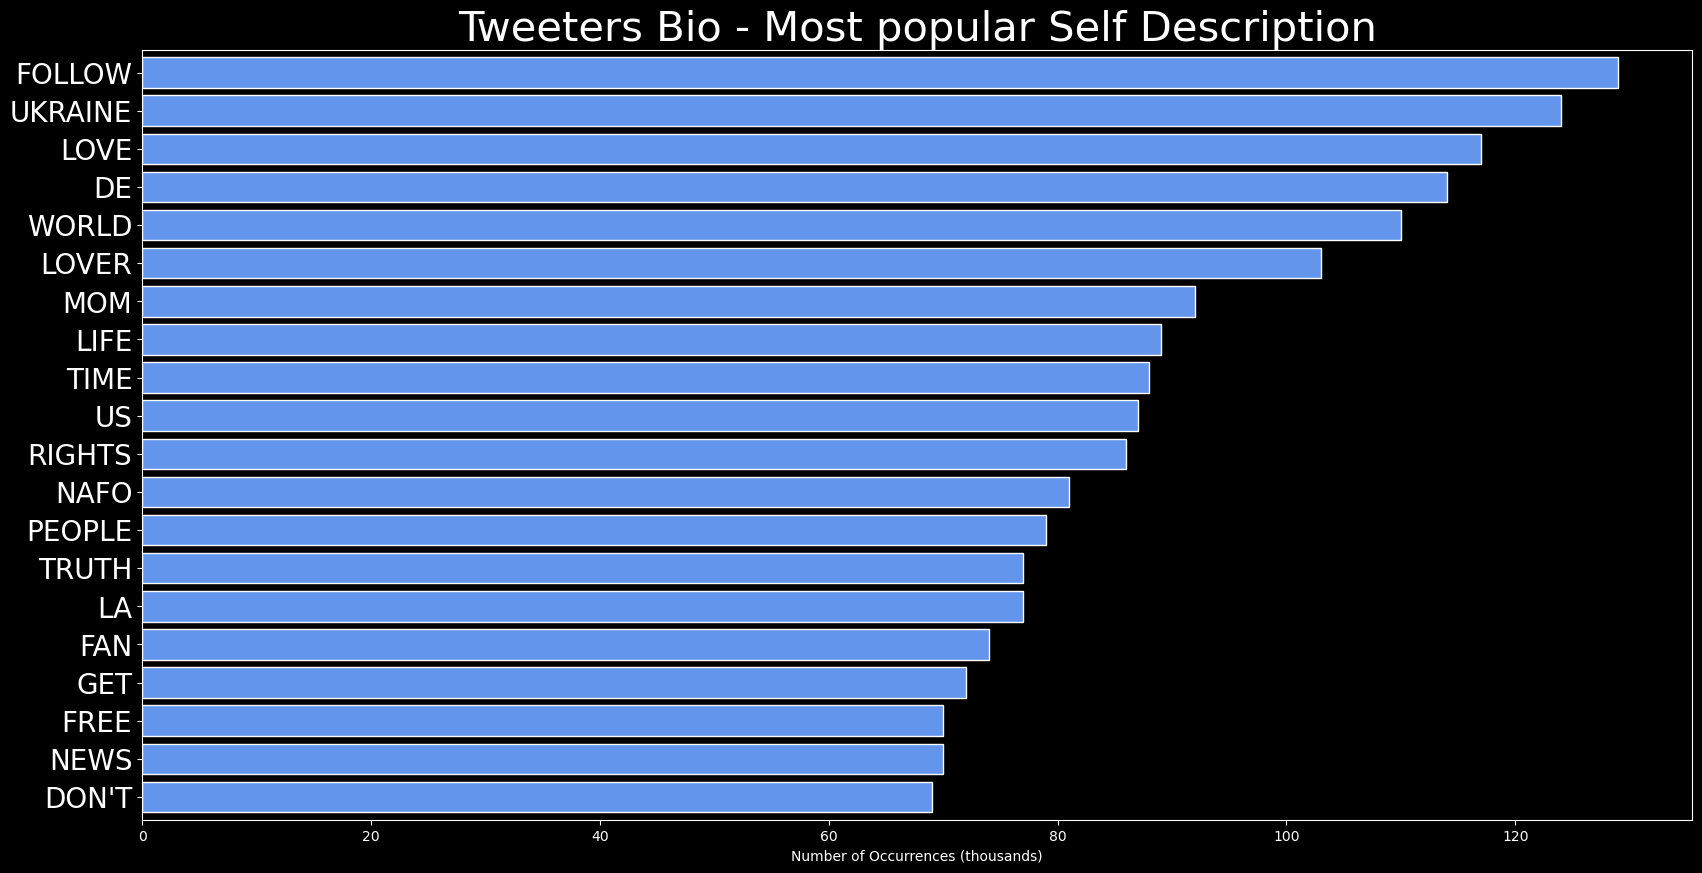 Tweeters Bio - Most popular Self Description
FOLLOW
UKRAINE
LOVE
DE
WORLD
LOVER
MOM
LIFE
TIME
US
RIGHTS
NAFO
PEOPLE
TRUTH
LA
FAN
GET
FREE
NEWS
DON'T
0 20 40 60 80 100 120
Number of Occurrences (thousands)